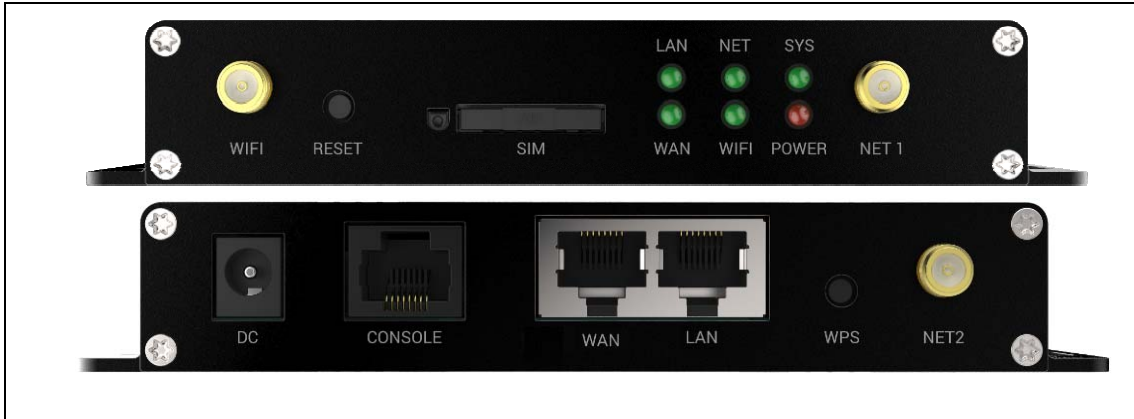 LAN NET SYS
WIFI RESET SIM WAN WIFI POWER NET 1
DC CONSOLE WAN LAN WPS NET2